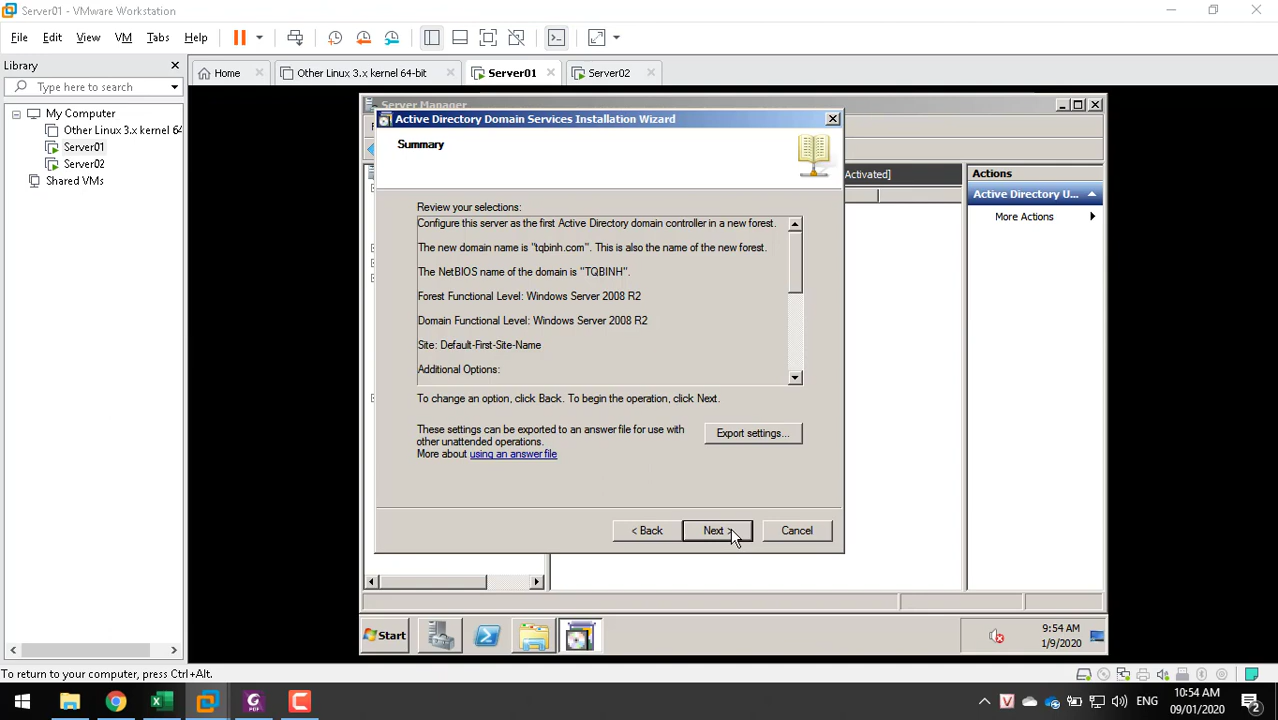 Server01 - VMware Workstation
File Edit View VM Tabs Help
Library
Type here to search
My Computer
Other Linux 3.x kernel 64
Server01
Server02
Shared VMs
Home
Other Linux 3.x kernel 64-bit
Server01
Server02
Server Manager
Active Directory Domain Services Installation Wizard
Summary
Review your selections:
Configure this server as the first Active Directory domain controller in a new forest.
The new domain name is "tqbinh.com". This is also the name of the new forest.
The NetBIOS name of the domain is "TQBINH".
Forest Functional Level: Windows Server 2008 R2
Domain Functional Level: Windows Server 2008 R2
Site: Default-First-Site-Name
Additional Options:
To change an option, click Back. To begin the operation, click Next.
These settings can be exported to an answer file for use with
other unattended operations.
More about using an answer file
Export settings...
< Back Next > Cancel
Activated]
Actions
Active Directory U...
More Actions
Start
9:54 AM
1/9/2020
To return to your computer, press Ctrl+Alt.
ENG
10:54 AM
09/01/2020
2